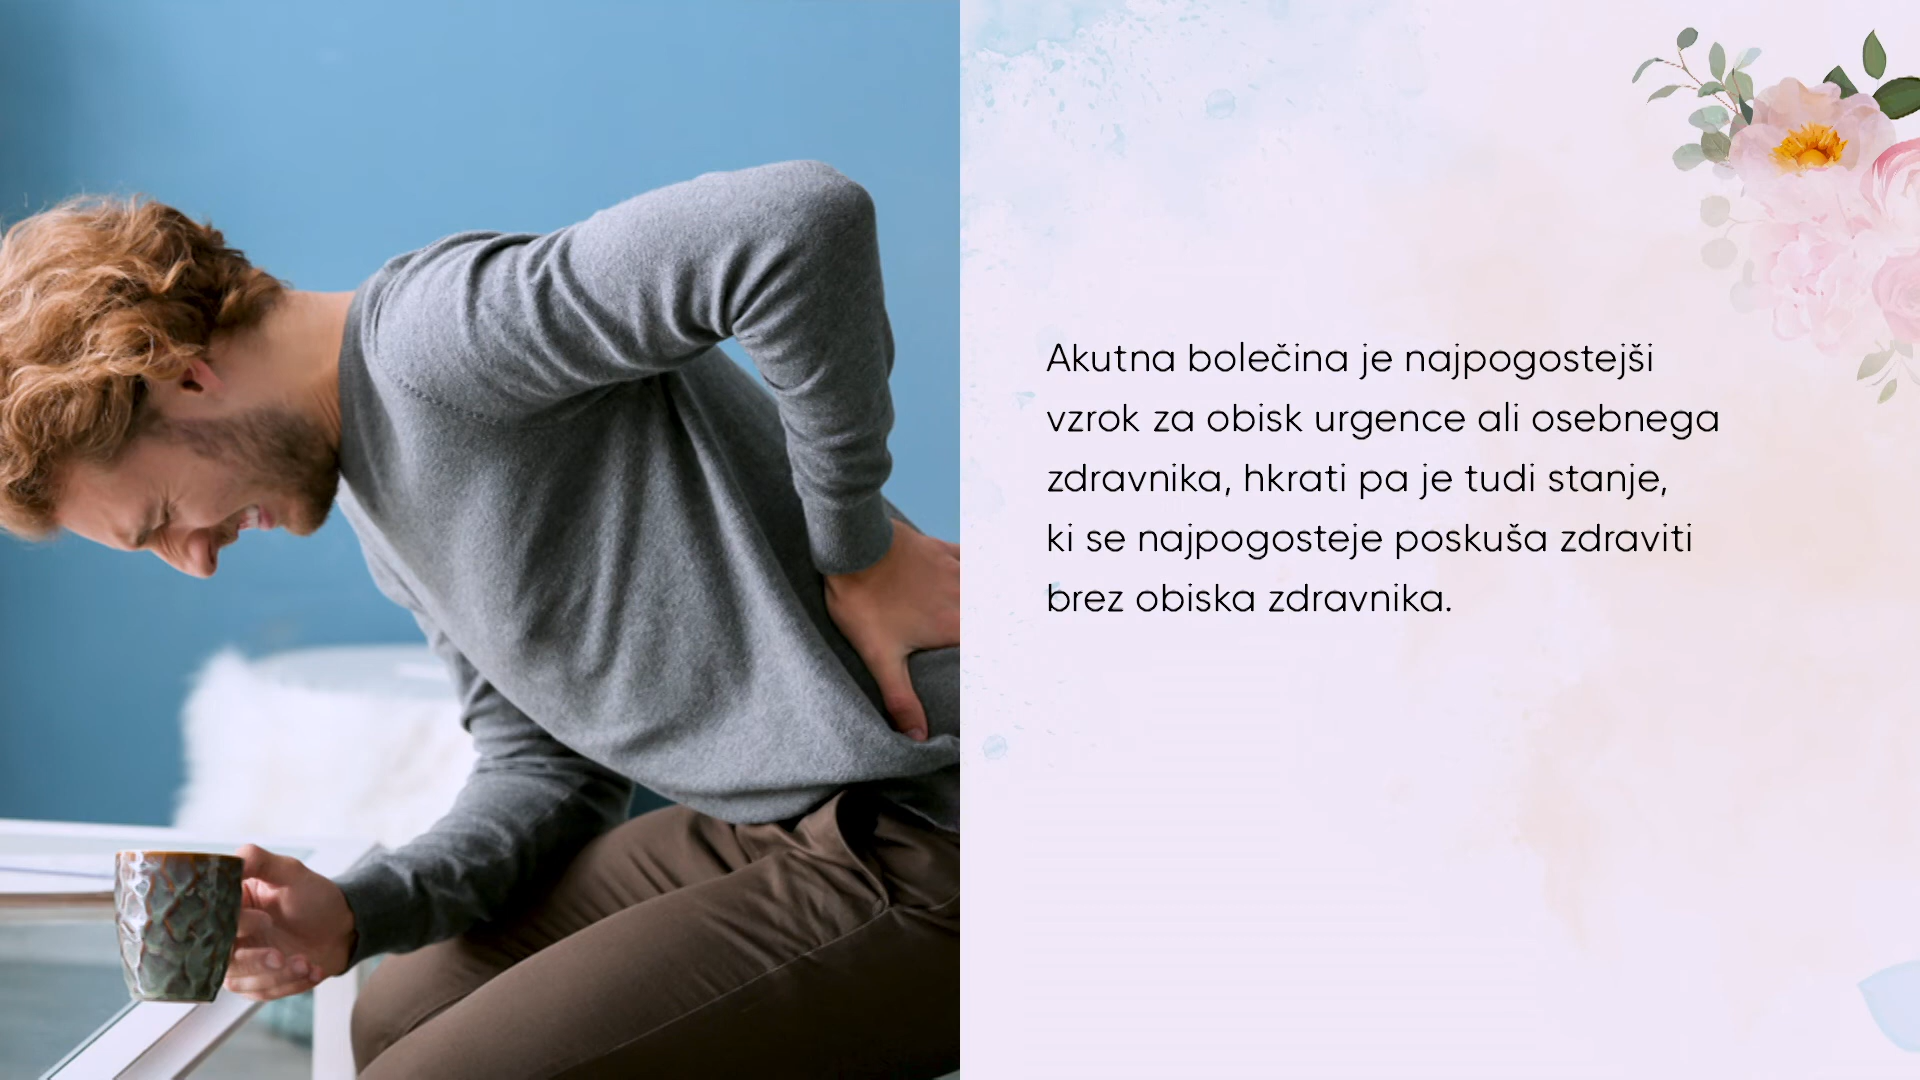 Akutna bolečina je najpogostejši
vzrok za obisk urgence ali osebnega
zdravnika, hkrati pa je tudi stanje,
ki se najpogosteje poskuša zdraviti
brez obiska zdravnika.